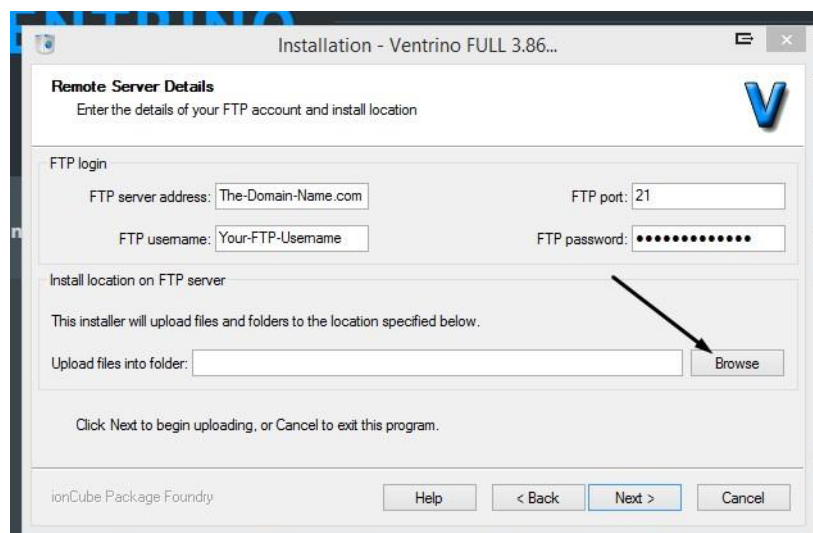 ENTRINO
Installation - Ventrino FULL 3.86...
Remote Server Details
Enter the details of your FTP account and install location
V
FTP login
FTP server address: The-Domain-Name.com FTP port: 21
FTP username: Your-FTP-Username FTP password: •••••••••••••
Install location on FTP server
This installer will upload files and folders to the location specified below.
Upload files into folder: Browse
Click Next to begin uploading, or Cancel to exit this program.
ionCube Package Foundry Help < Back Next > Cancel